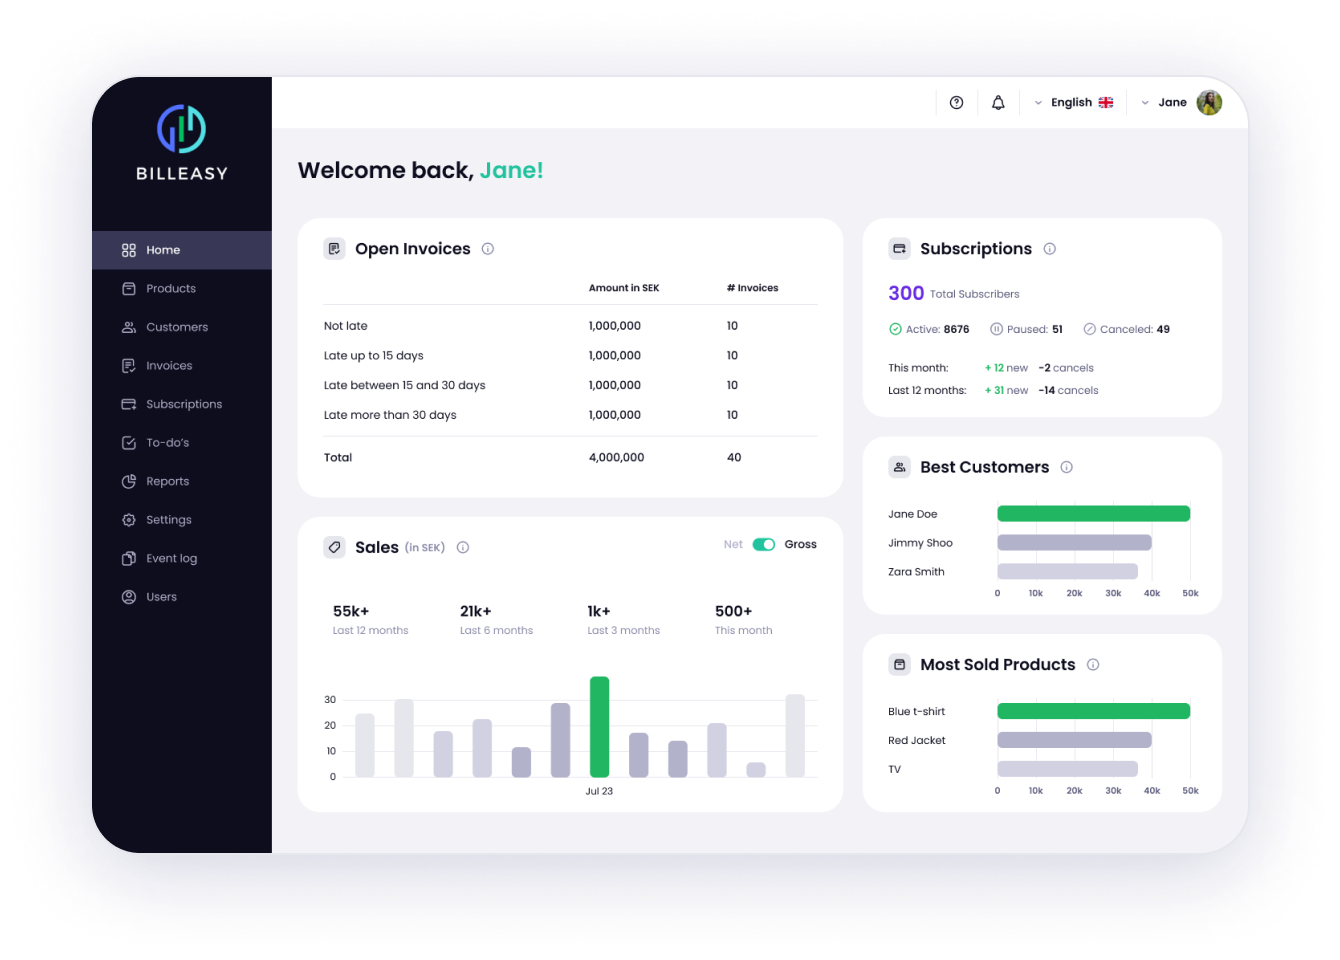 BILLEASY
English
Jane
Home
Products
Customers
Invoices
Subscriptions
To-do's
Reports
Settings
Event log
Users
Welcome back, Jane!
Open Invoices
Amount in SEK # Invoices
Not late 1,000,000 10
Late up to 15 days 1,000,000 10
Late between 15 and 30 days 1,000,000 10
Late more than 30 days 1,000,000 10
Total 4,000,000 40
Sales (in SEK)
Net Gross
55k+ 21k+ 1k+ 500+
Last 12 months Last 6 months Last 3 months This month
30
20
10
0
Jul 23
Subscriptions
300 Total Subscribers
Active: 8676 Paused: 51 Canceled: 49
This month: + 12 new -2 cancels
Last 12 months: + 31 new -14 cancels
Best Customers
Jane Doe
Jimmy Shoo
Zara Smith
0 10k 20k 30k 40k 50k
Most Sold Products
Blue t-shirt
Red Jacket
TV
0 10k 20k 30k 40k 50k